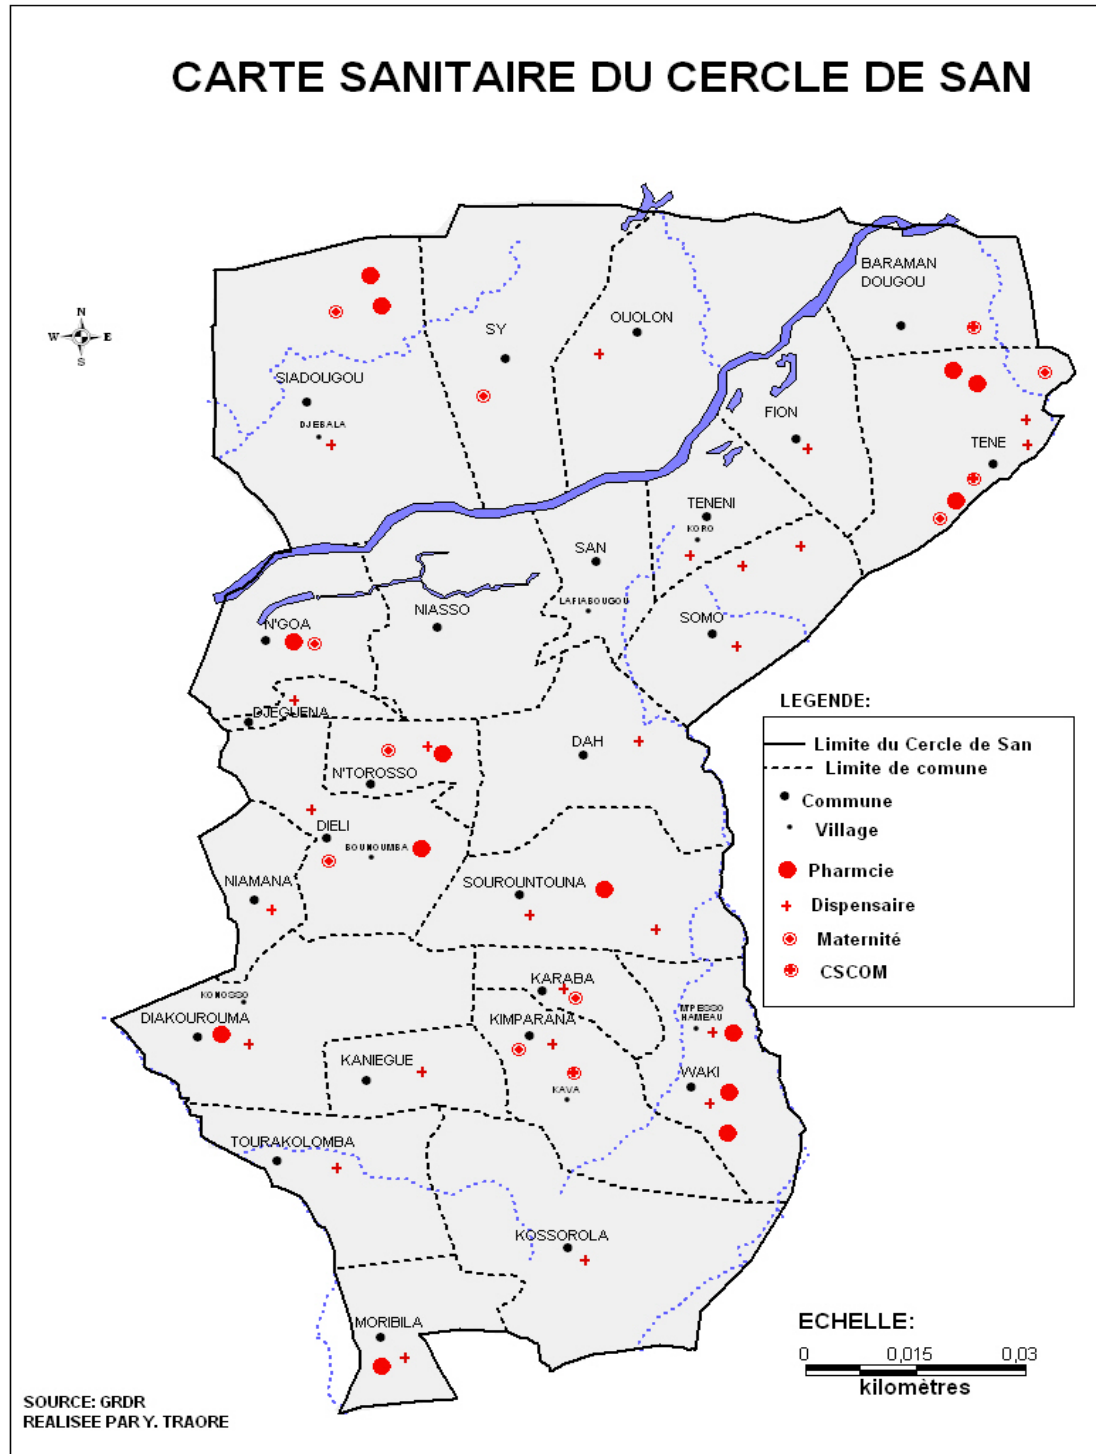 CARTE SANITAIRE DU CERCLE DE SAN
N
W E
S
BARAMAN
DOUGOU
OUOLON
SY
SIADOUGOU
DJEBALA
FION
TENE
TENENI
KORO
SAN
LAFIABOUGOU
NIASSO
N'GOA
SOMO
DJEGUENA
DAH
N'TOROSSO
DIELI
BOUNOUMBA
NIAMANA
SOUROUNTOUNA
KARABA
KONOSSO
DIAKOUROUMA
KIMPARANA
M'PESSO
HAMEAU
KANIEGUE
WAKI
KAVA
TOURAKOLOMBA
KOSSOROLA
MORIBILA
LEGENDE:
Limite du Cercle de San
Limite de comune
Commune
Village
Pharmcie
Dispensaire
Maternité
CSCOM
ECHELLE:
0 0,015 0,03
kilomètres
SOURCE: GRDR
REALISEE PAR Y. TRAORE